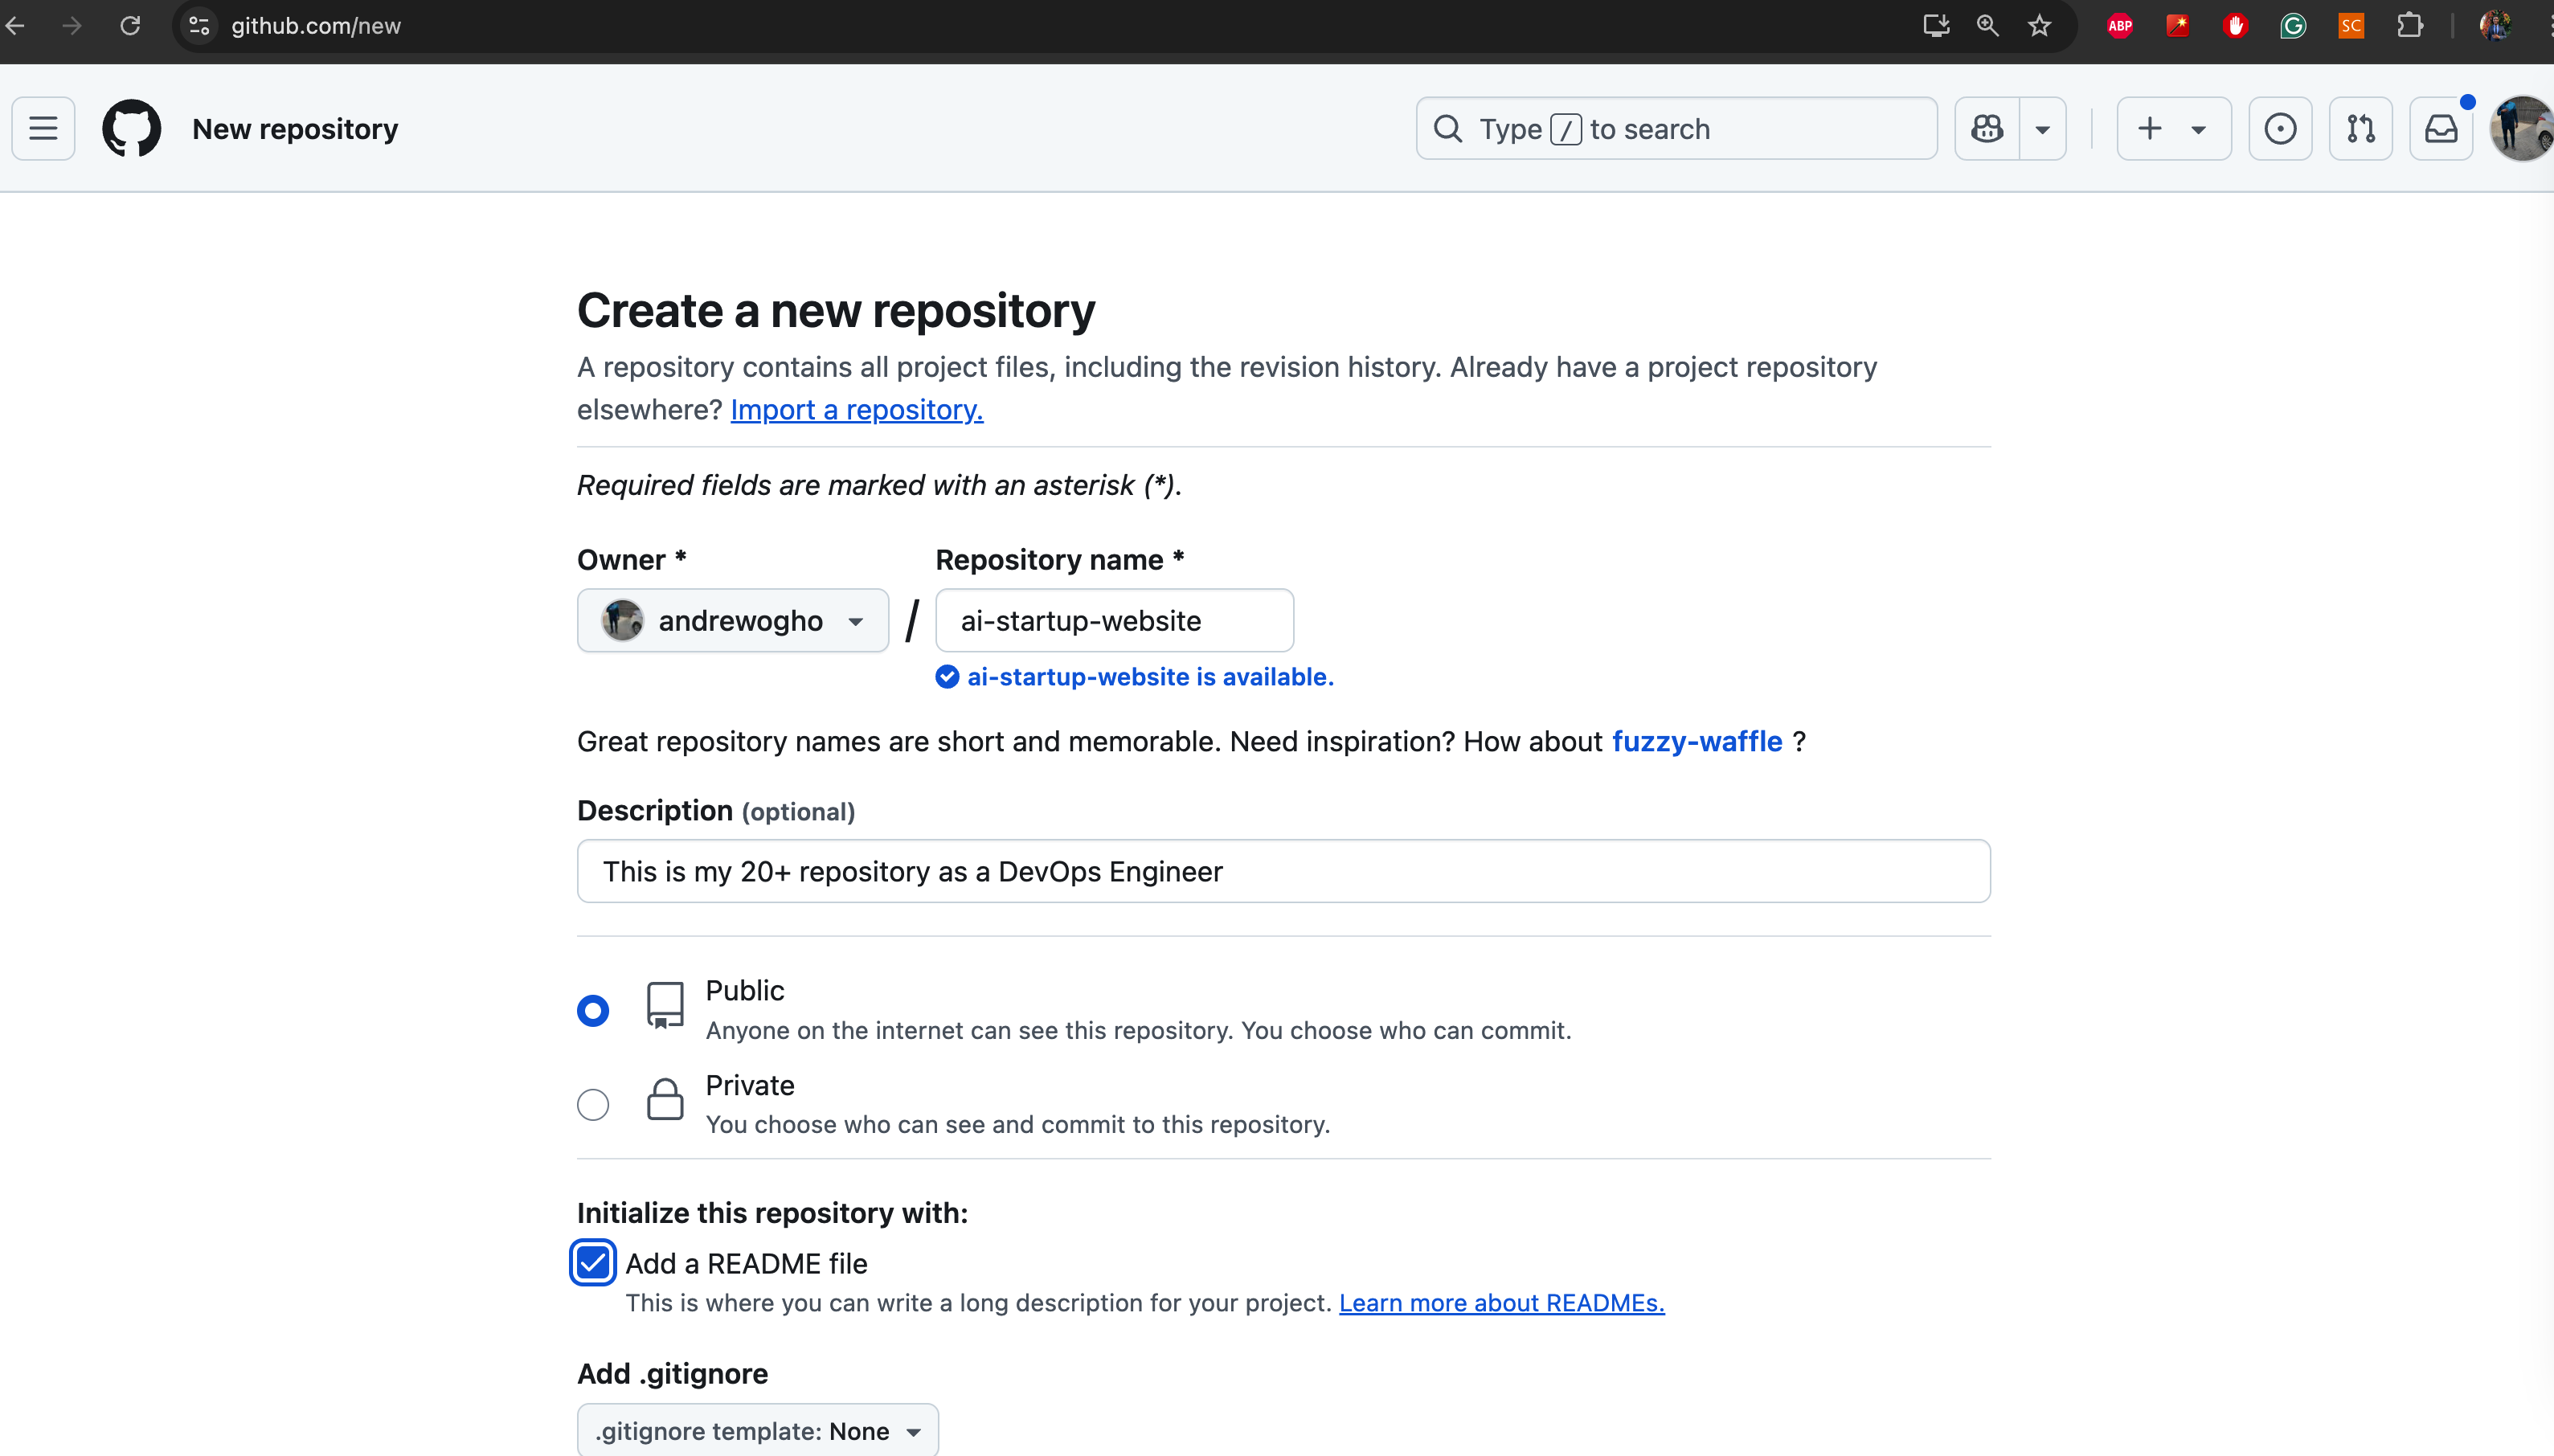 github.com/new
ABP
SC
New repository
Type / to search
Create a new repository
A repository contains all project files, including the revision history. Already have a project repository
elsewhere? Import a repository.
Required fields are marked with an asterisk (*).
Owner * Repository name *
andrewogho / ai-startup-website
ai-startup-website is available.
Great repository names are short and memorable. Need inspiration? How about fuzzy-waffle ?
Description (optional)
This is my 20+ repository as a DevOps Engineer
Public
Anyone on the internet can see this repository. You choose who can commit.
Private
You choose who can see and commit to this repository.
Initialize this repository with:
Add a README file
This is where you can write a long description for your project. Learn more about READMEs.
Add .gitignore
.gitignore template: None